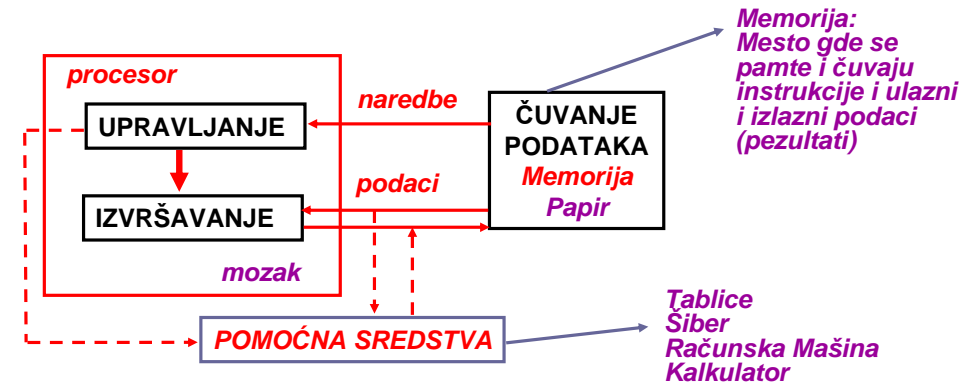 procesor
UPRAVLJANJE
IZVRŠAVANJE
mozak
naredbe
podaci
ČUVANJE
PODATAKA
Memorija
Papir
Memorija:
Mesto gde se
pamte i čuvaju
instrukcije i ulazni
i izlazni podaci
(pezultati)
POMOĆNA SREDSTVA
Tablice
Šiber
Računska Mašina
Kalkulator